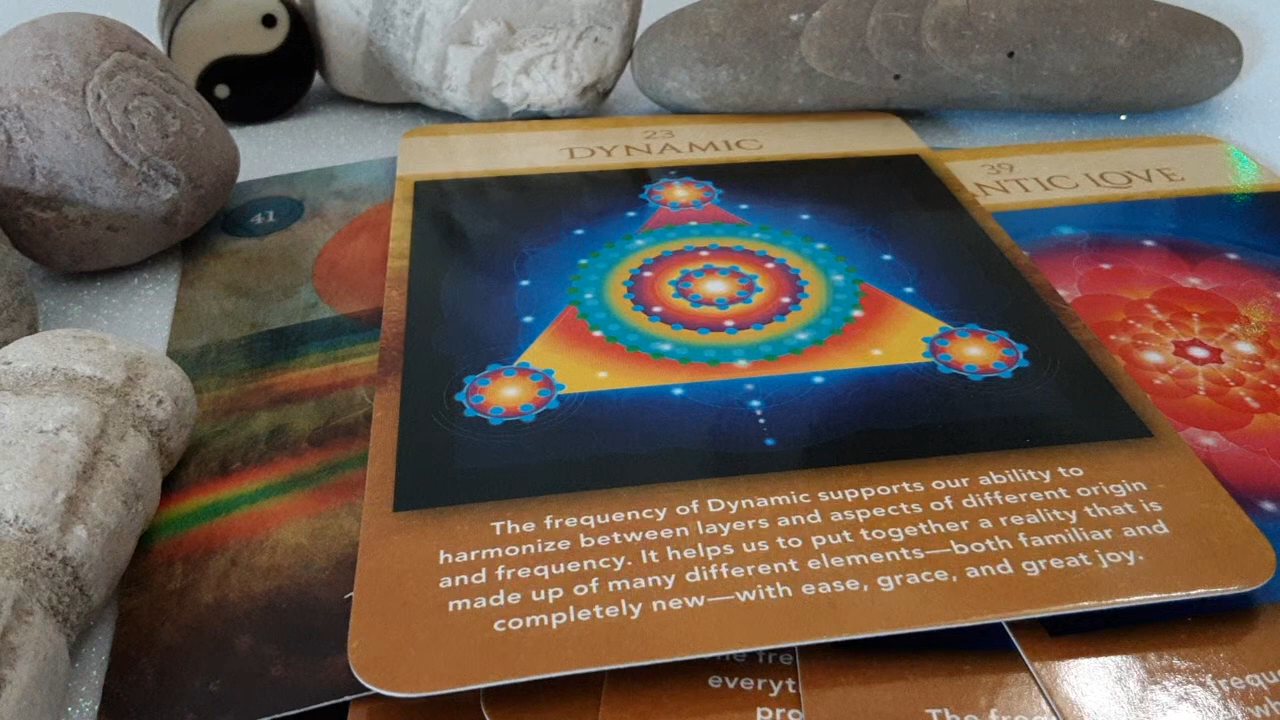 23
DYNAMIC
39
NTIC LOVE
41
The frequency of Dynamic supports our ability to
harmonize between layers and aspects of different origin
and frequency. It helps us to put together a reality that is
made up of many different elements—both familiar and
completely new—with ease, grace, and great joy.
everyt
pro
The